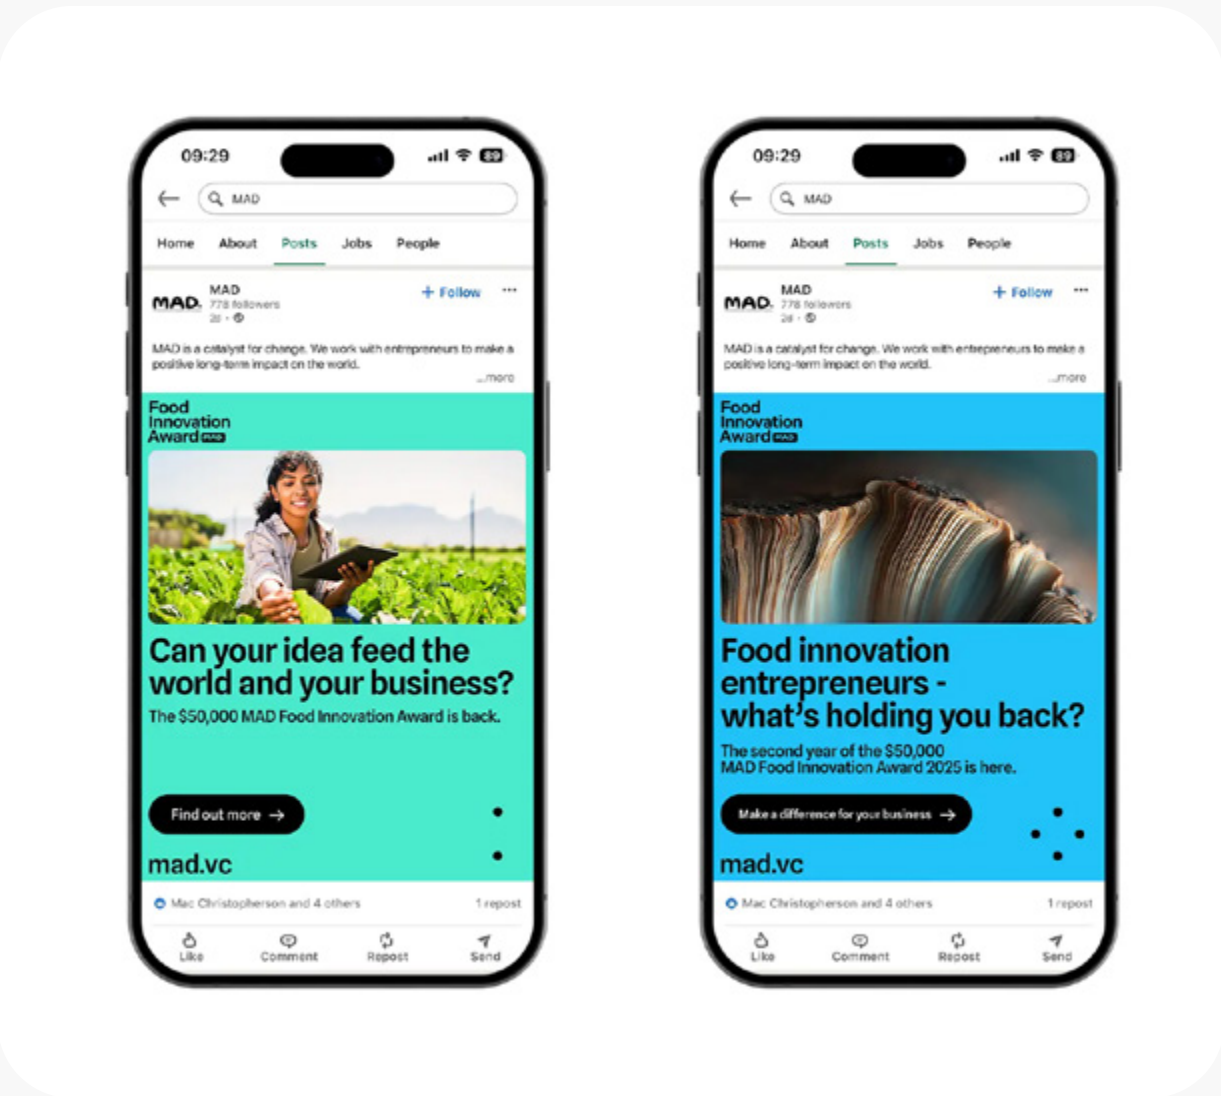 09:29
89
MAD
Home About Posts Jobs People
MAD.
MAD
778 followers
2d
+ Follow
MAD is a catalyst for change. We work with entrepreneurs to make a
positive long-term impact on the world.
...more
Food
Innovation
Award MAD
Can your idea feed the
world and your business?
The $50,000 MAD Food Innovation Award is back.
Find out more →
mad.vc
Mac Christopherson and 4 others
1 repost
Like Comment Repost Send
09:29
89
MAD
Home About Posts Jobs People
MAD.
MAD
778 followers
2d
+ Follow
MAD is a catalyst for change. We work with entrepreneurs to make a
positive long-term impact on the world.
...more
Food
Innovation
Award MAD
Food innovation
entrepreneurs -
what's holding you back?
The second year of the $50,000
MAD Food Innovation Award 2025 is here.
Make a difference for your business →
mad.vc
Mac Christopherson and 4 others
1 repost
Like Comment Repost Send